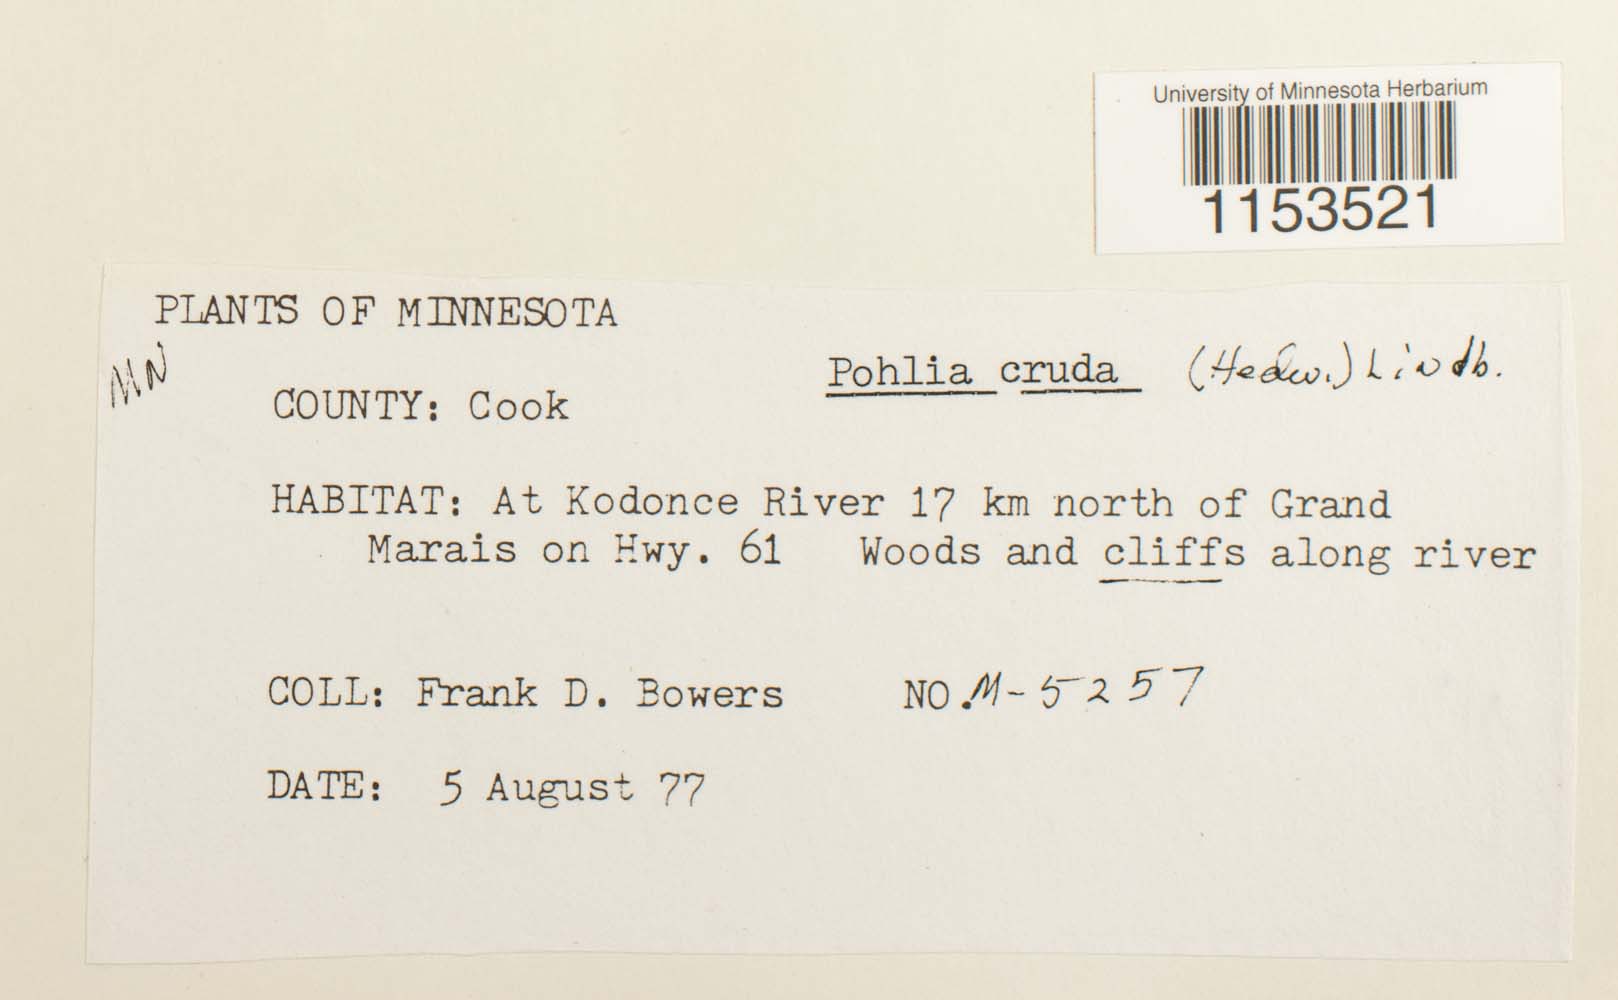 University of Minnesota Herbarium
1153521
PLANTS OF MINNESOTA
MN
Pohlia cruda (Hedw.) Lindb.
COUNTY: Cook
HABITAT: At Kodonce River 17 km north of Grand
Marais on Hwy. 61 Woods and cliffs along river
COLL: Frank D. Bowers NO. M-5257
DATE: 5 August 77